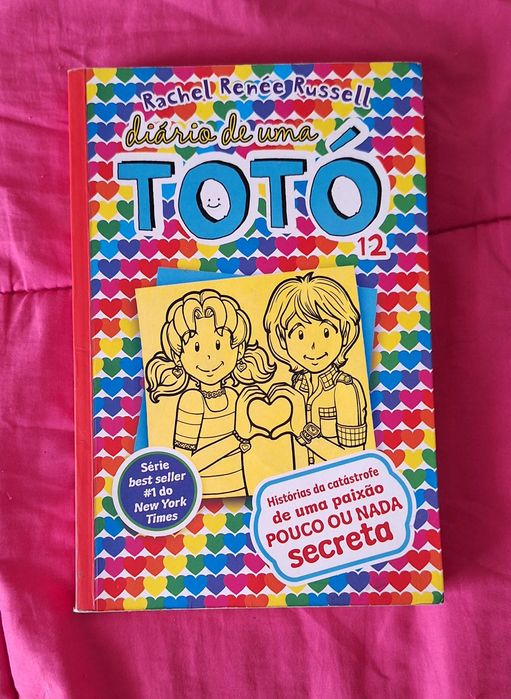 Rachel Renée Russell
diário de uma
TOTÓ
12
Série
best seller
#1 do
New York
Times
Histórias da catástrofe
de uma paixão
POUCO OU NADA
secreta